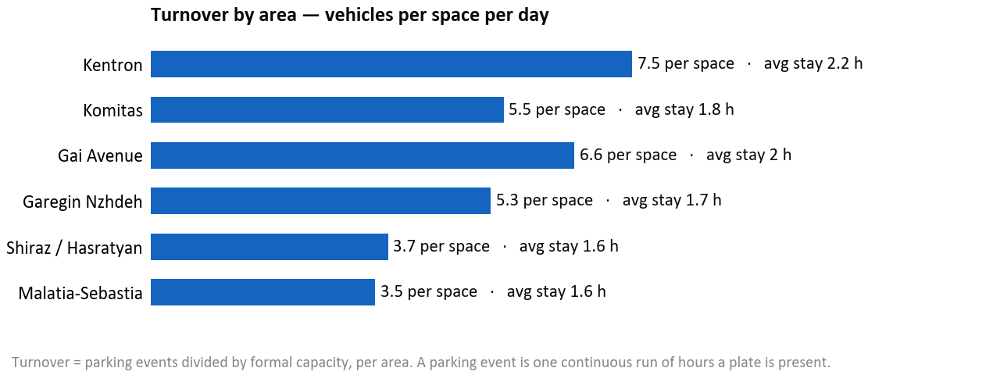 Turnover by area — vehicles per space per day
Kentron 7.5 per space · avg stay 2.2 h
Komitas 5.5 per space · avg stay 1.8 h
Gai Avenue 6.6 per space · avg stay 2 h
Garegin Nzhdeh 5.3 per space · avg stay 1.7 h
Shiraz / Hasratyan 3.7 per space · avg stay 1.6 h
Malatia-Sebastia 3.5 per space · avg stay 1.6 h
Turnover = parking events divided by formal capacity, per area. A parking event is one continuous run of hours a plate is present.